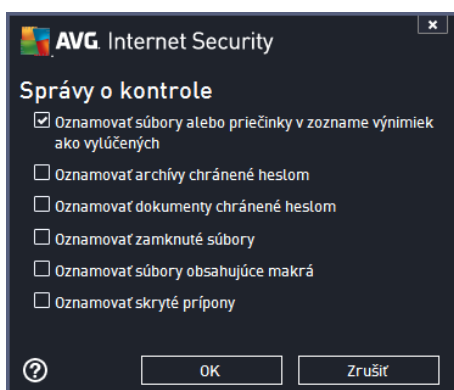 AVG. Internet Security
Správy o kontrole
Oznamovať súbory alebo priečinky v zozname výnimiek
ako vylúčených
Oznamovať archívy chránené heslom
Oznamovať dokumenty chránené heslom
Oznamovať zamknuté súbory
Oznamovať súbory obsahujúce makrá
Oznamovať skryté prípony
OK
Zrušiť